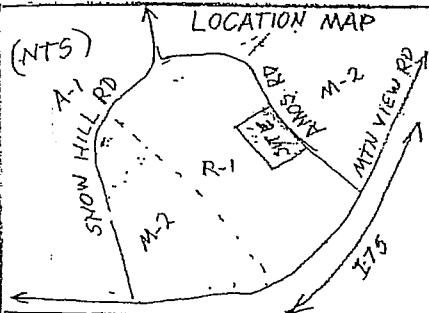 LOCATION MAP
(NTS)
A-1
SNOW HILL RD
AMOS RD
M-2
MTN VIEW RD
SITE
R-1
M-2
I-75